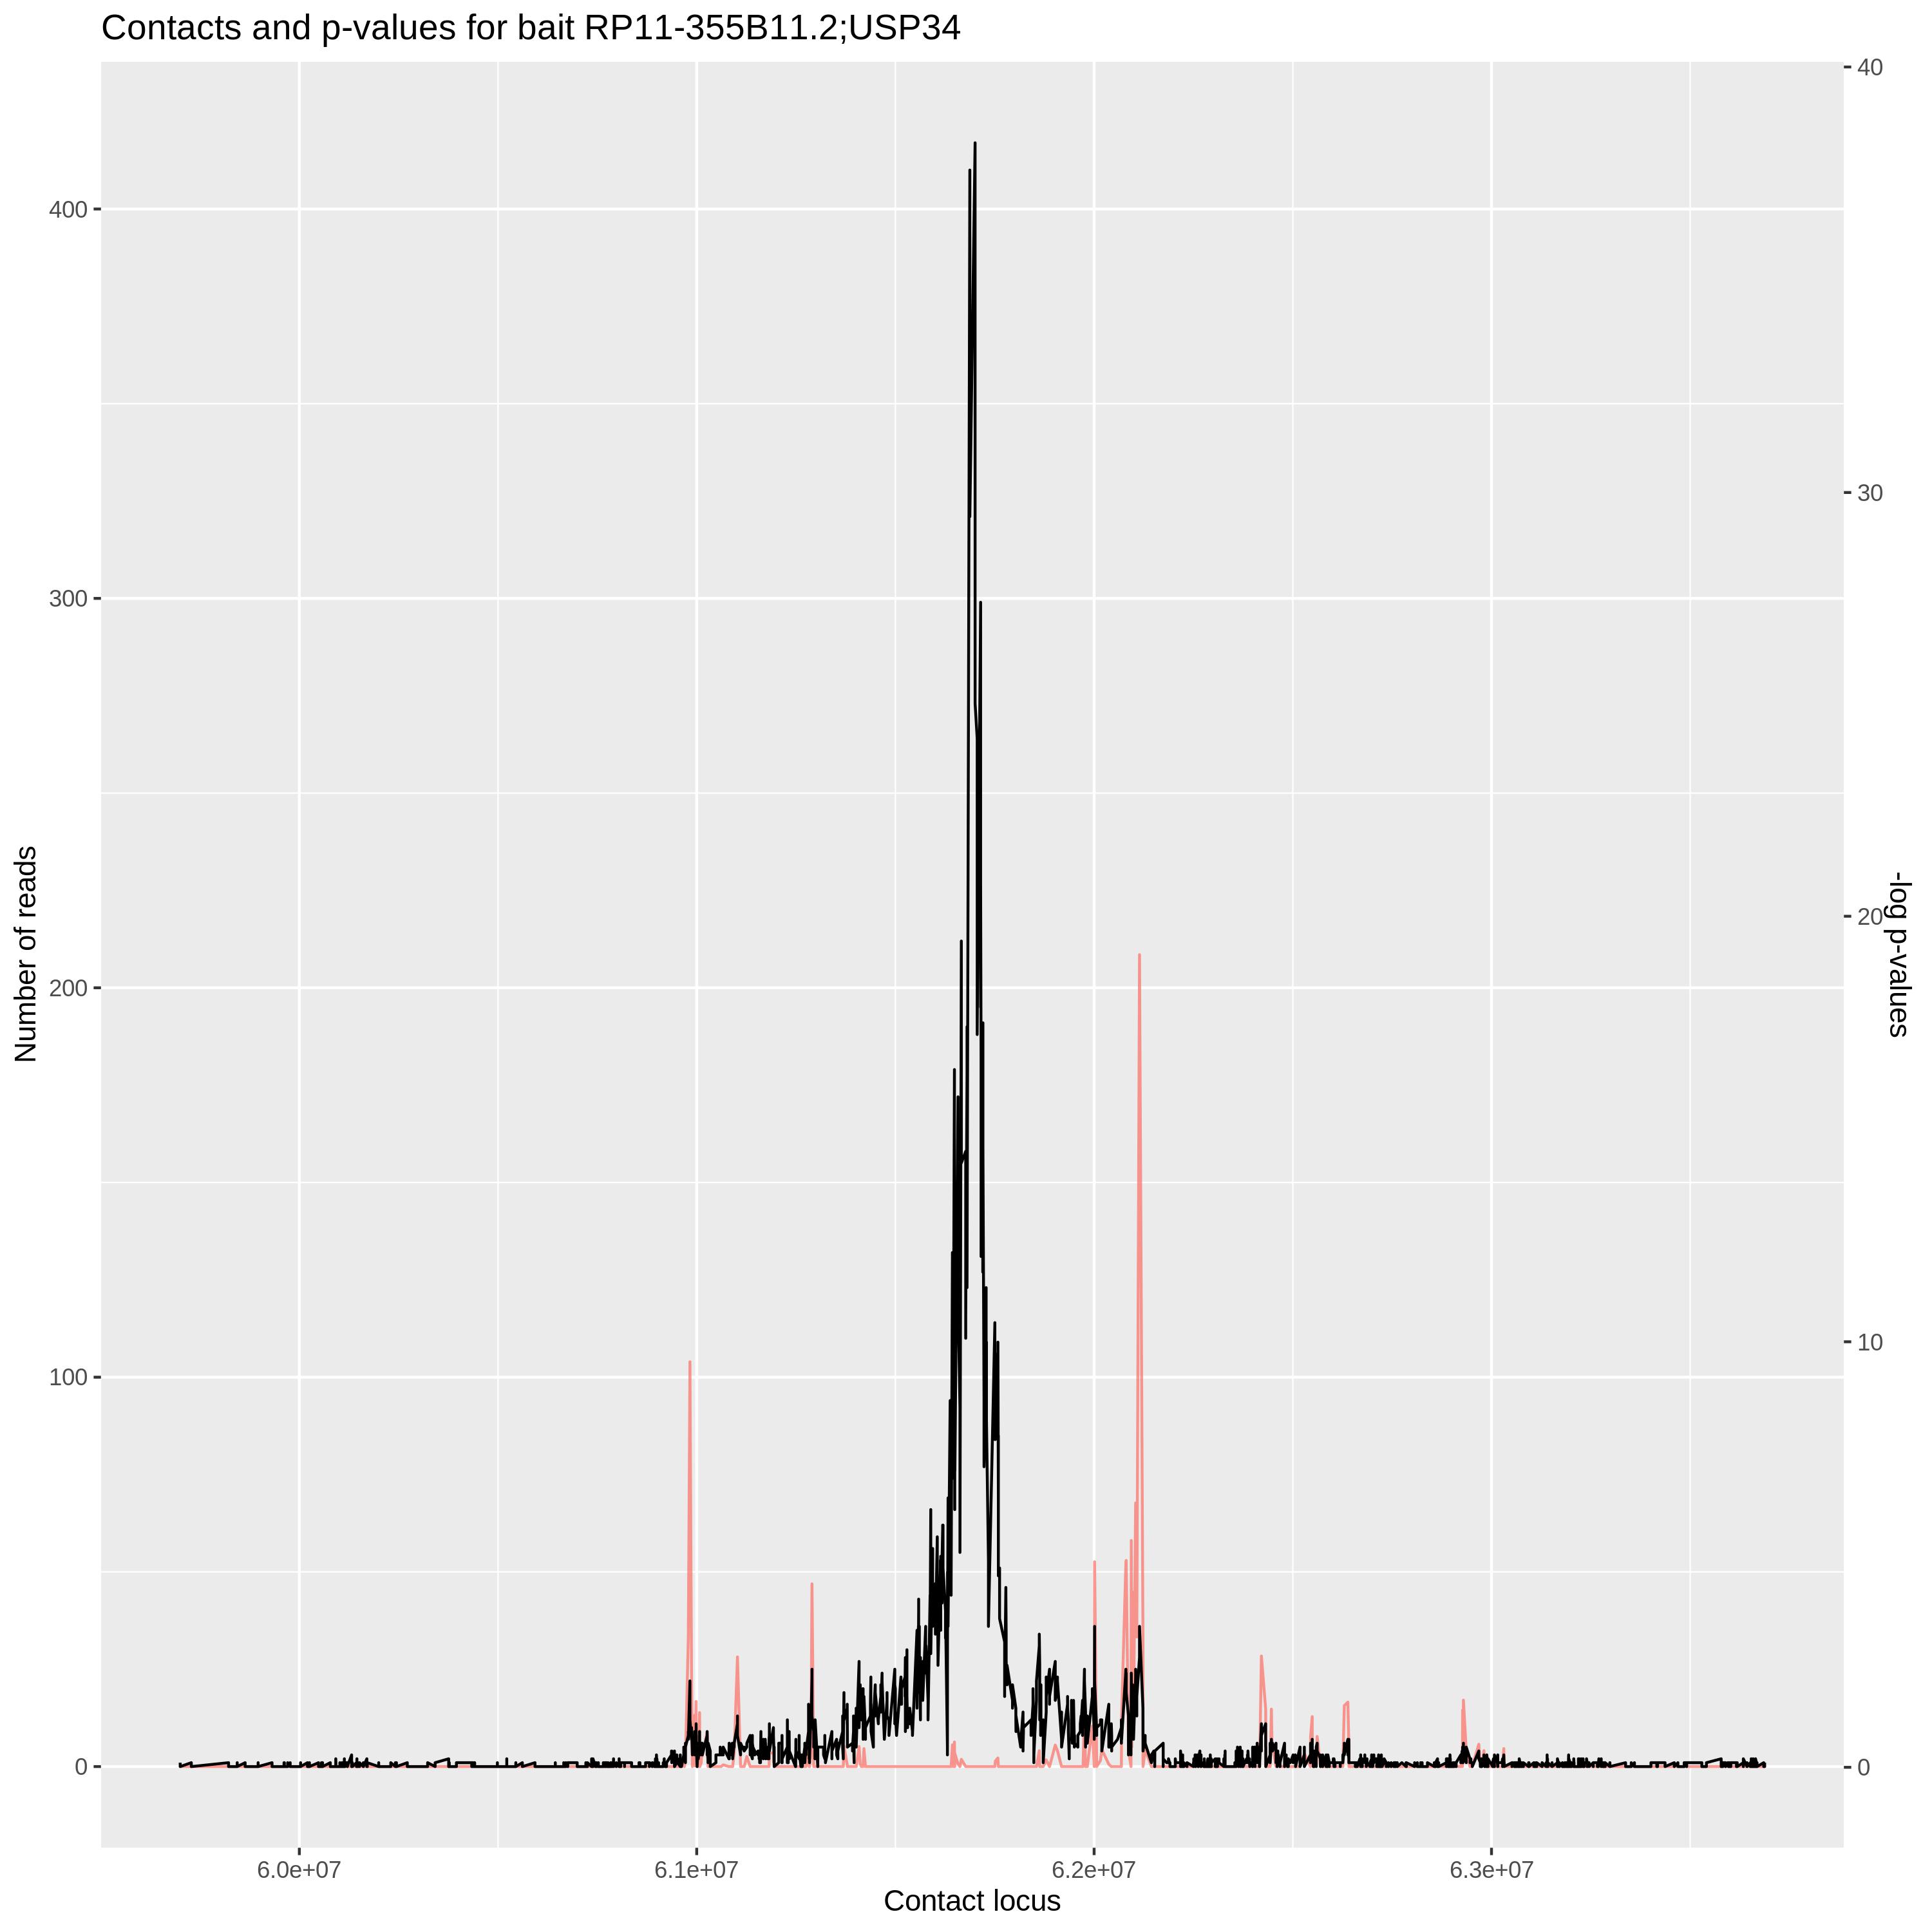 Contacts and p-values for bait RP11-355B11.2;USP34
40
400
30
300
Number of reads
-log p-values
20
200
10
100
0
0
6.0e+07
6.1e+07
6.2e+07
6.3e+07
Contact locus